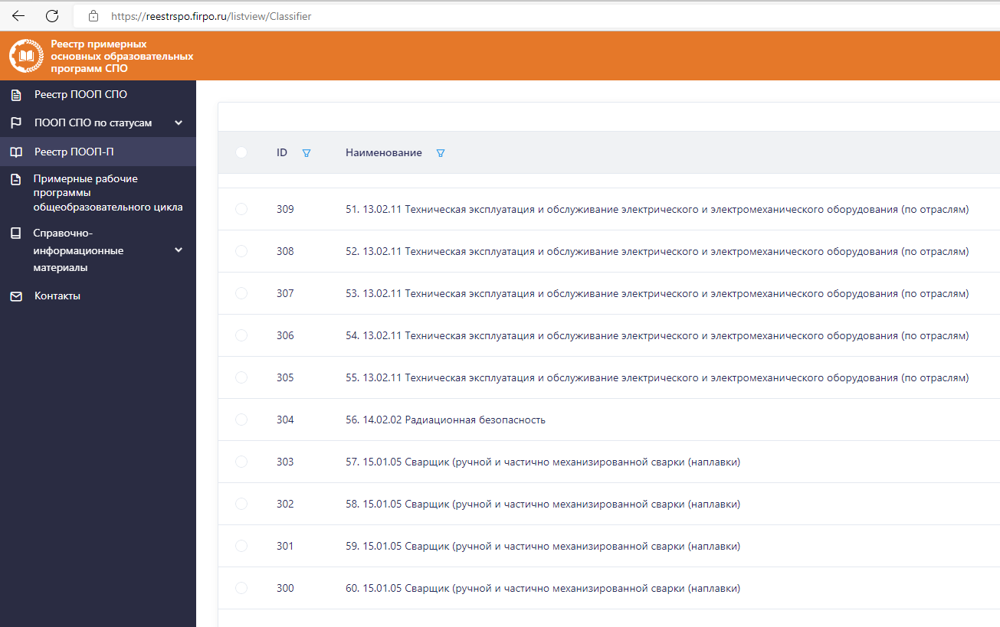 https://reestrspo.firpo.ru/listview/Classifier
Реестр примерных
основных образовательных
программ СПО
Реестр ПООП СПО
ПООП СПО по статусам
Реестр ПООП-П
Примерные рабочие
программы
общеобразовательного цикла
Справочно-
информационные
материалы
Контакты
ID Наименование
309 51. 13.02.11 Техническая эксплуатация и обслуживание электрического и электромеханического оборудования (по отраслям)
308 52. 13.02.11 Техническая эксплуатация и обслуживание электрического и электромеханического оборудования (по отраслям)
307 53. 13.02.11 Техническая эксплуатация и обслуживание электрического и электромеханического оборудования (по отраслям)
306 54. 13.02.11 Техническая эксплуатация и обслуживание электрического и электромеханического оборудования (по отраслям)
305 55. 13.02.11 Техническая эксплуатация и обслуживание электрического и электромеханического оборудования (по отраслям)
304 56. 14.02.02 Радиационная безопасность
303 57. 15.01.05 Сварщик (ручной и частично механизированной сварки (наплавки)
302 58. 15.01.05 Сварщик (ручной и частично механизированной сварки (наплавки)
301 59. 15.01.05 Сварщик (ручной и частично механизированной сварки (наплавки)
300 60. 15.01.05 Сварщик (ручной и частично механизированной сварки (наплавки)